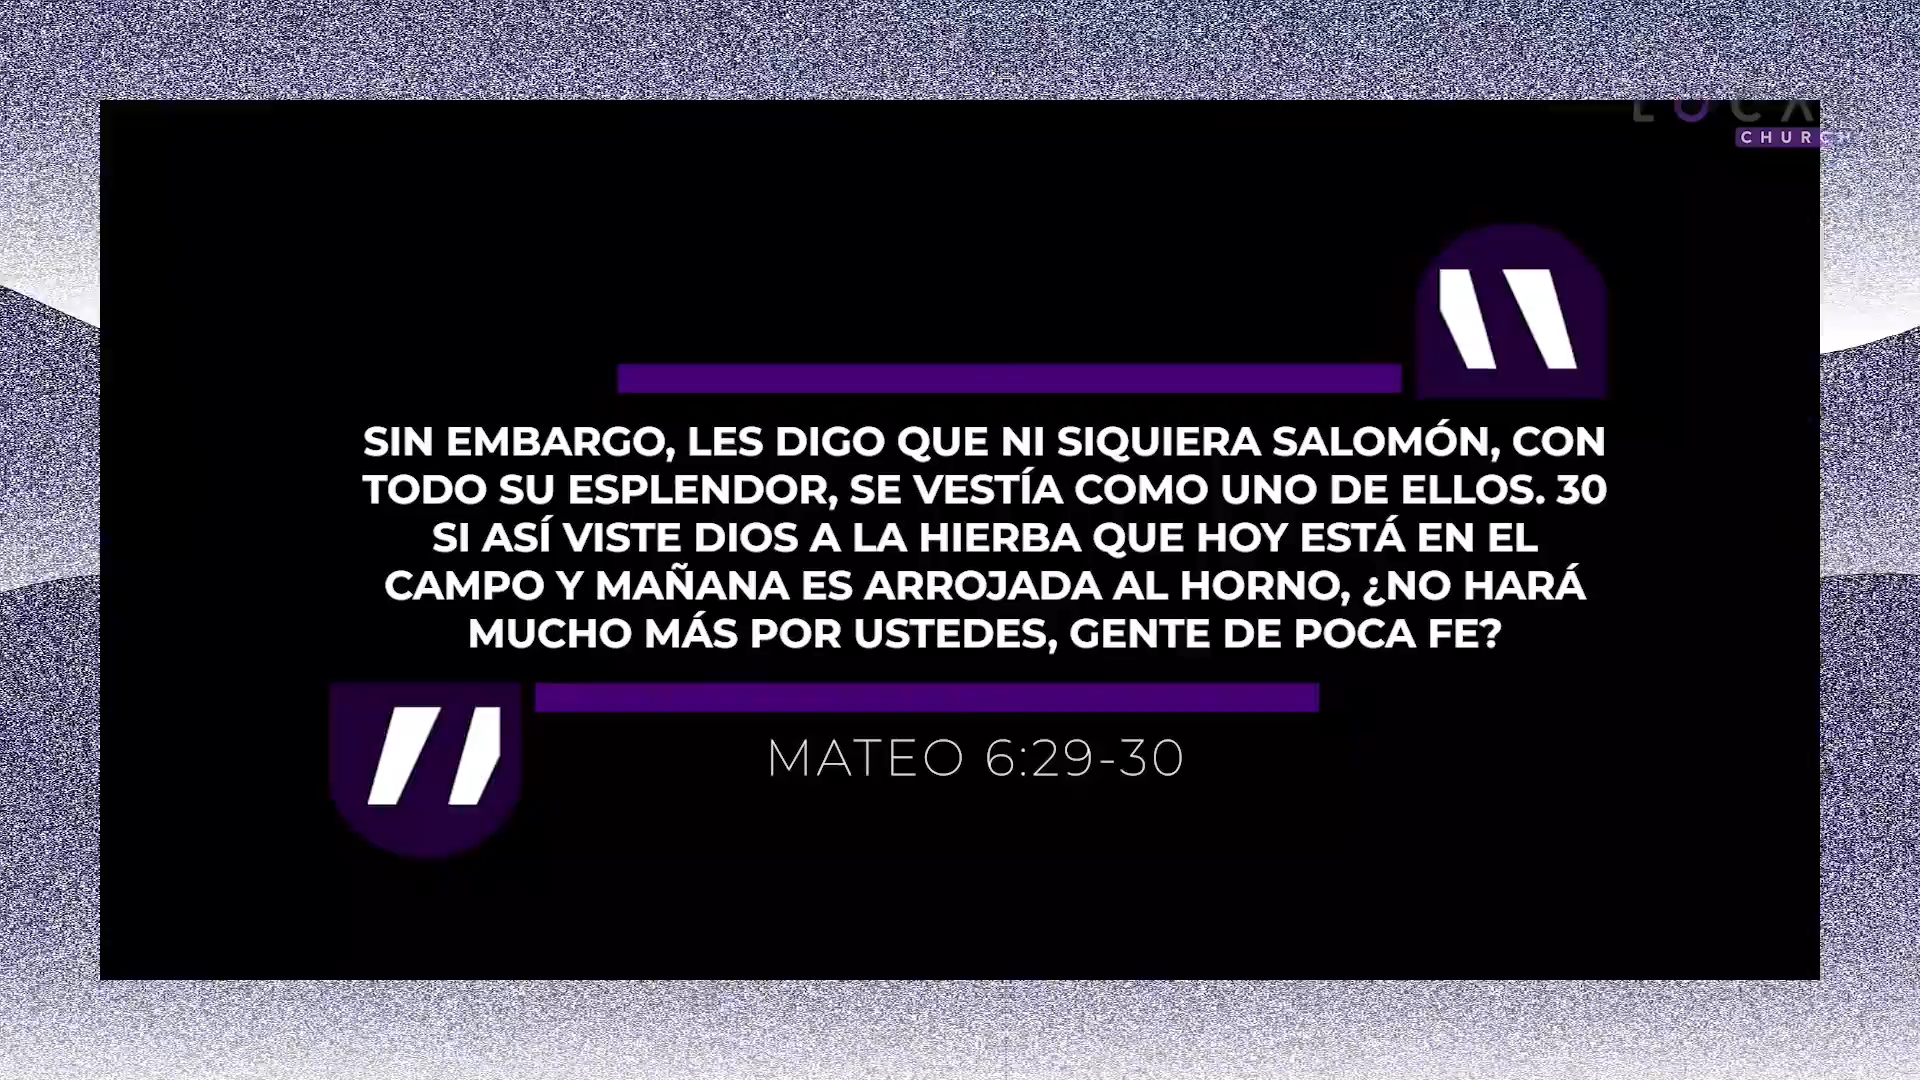 CHURCH
SIN EMBARGO, LES DIGO QUE NI SIQUIERA SALOMÓN, CON
TODO SU ESPLENDOR, SE VESTÍA COMO UNO DE ELLOS. 30
SI ASÍ VISTE DIOS A LA HIERBA QUE HOY ESTÁ EN EL
CAMPO Y MAÑANA ES ARROJADA AL HORNO, ¿NO HARÁ
MUCHO MÁS POR USTEDES, GENTE DE POCA FE?
MATEO 6:29-30